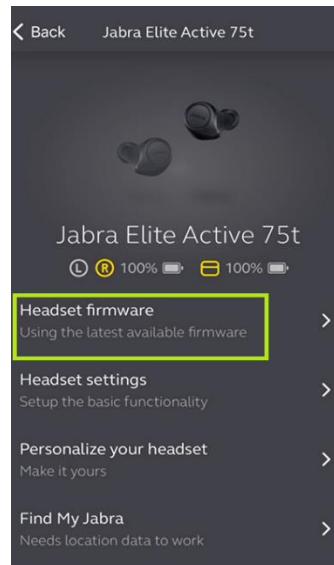 Back Jabra Elite Active 75t
Jabra Elite Active 75t
L R 100% 100%
Headset firmware
Using the latest available firmware
Headset settings
Setup the basic functionality
Personalize your headset
Make it yours
Find My Jabra
Needs location data to work